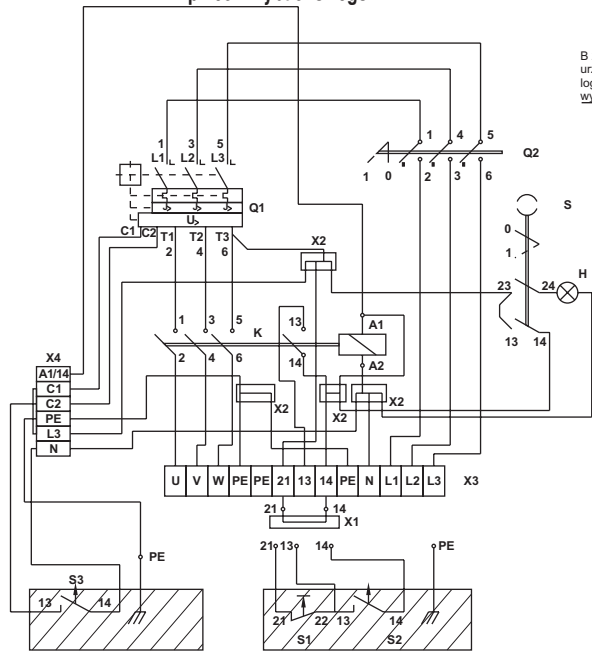 B
urz
log
wy
1 3 5
L1 L2 L3
1 4 5
Q2
1 0 2 3 6
Q1
U>
C1 C2 T1 T2 T3
2 4 6
X2
S
0
1
H
23 24
13 14
1 3 5
K
13
14
A1
A2
2 4 6
X4
A1/14
C1
C2
PE
L3
N
X2
X2
X2
U V W PE PE 21 13 14 PE N L1 L2 L3 X3
21 14
X1
21 13 14 PE
PE
S3
13 14
21 22 13 14
S1 S2